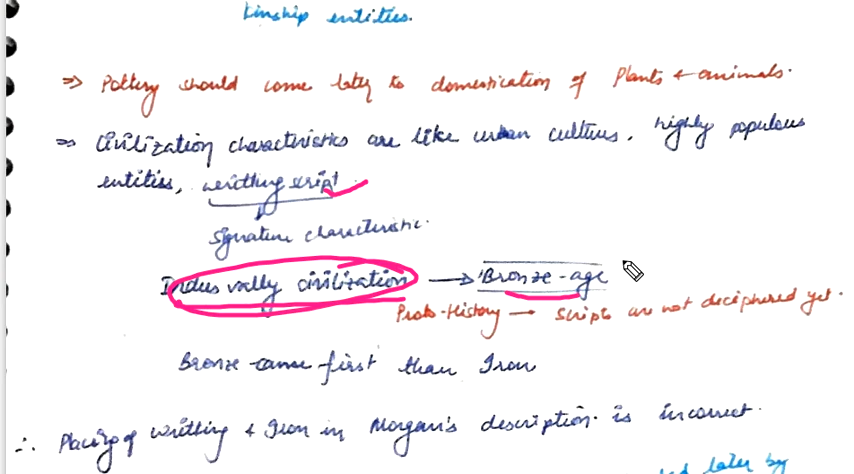 kinship entities.
⇒ Pottery should come lately to domestication of Plants + animals.
⇒ Civilization characteristics are like urban cultures, highly populous
entities, writting script
Signature characteristic.
Indus vally civilization → Bronze-age
Proto-History → Scripts are not deciphered yet.
Bronze came first than Iron
∴ Placing of writting + Iron in Morgan's description is incorrect.
later by